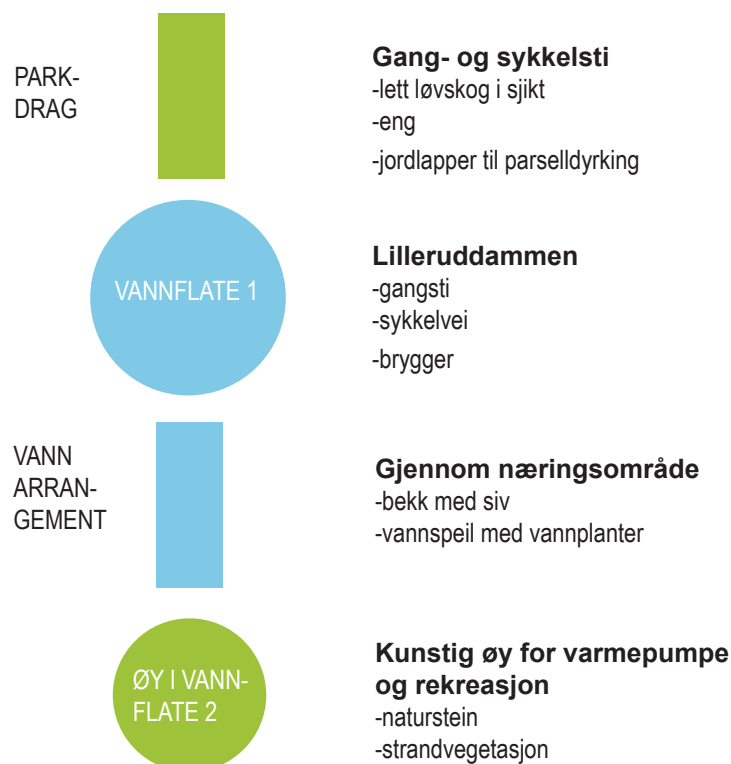 PARK-
DRAG
Gang- og sykkelsti
-lett løvskog i sjikt
-eng
-jordlapper til parselldyrking
VANNFLATE 1
Lilleruddammen
-gangsti
-sykkelvei
-brygger
VANN
ARRAN-
GEMENT
Gjennom næringsområde
-bekk med siv
-vannspeil med vannplanter
ØY I VANN-
FLATE 2
Kunstig øy for varmepumpe
og rekreasjon
-naturstein
-strandvegetasjon